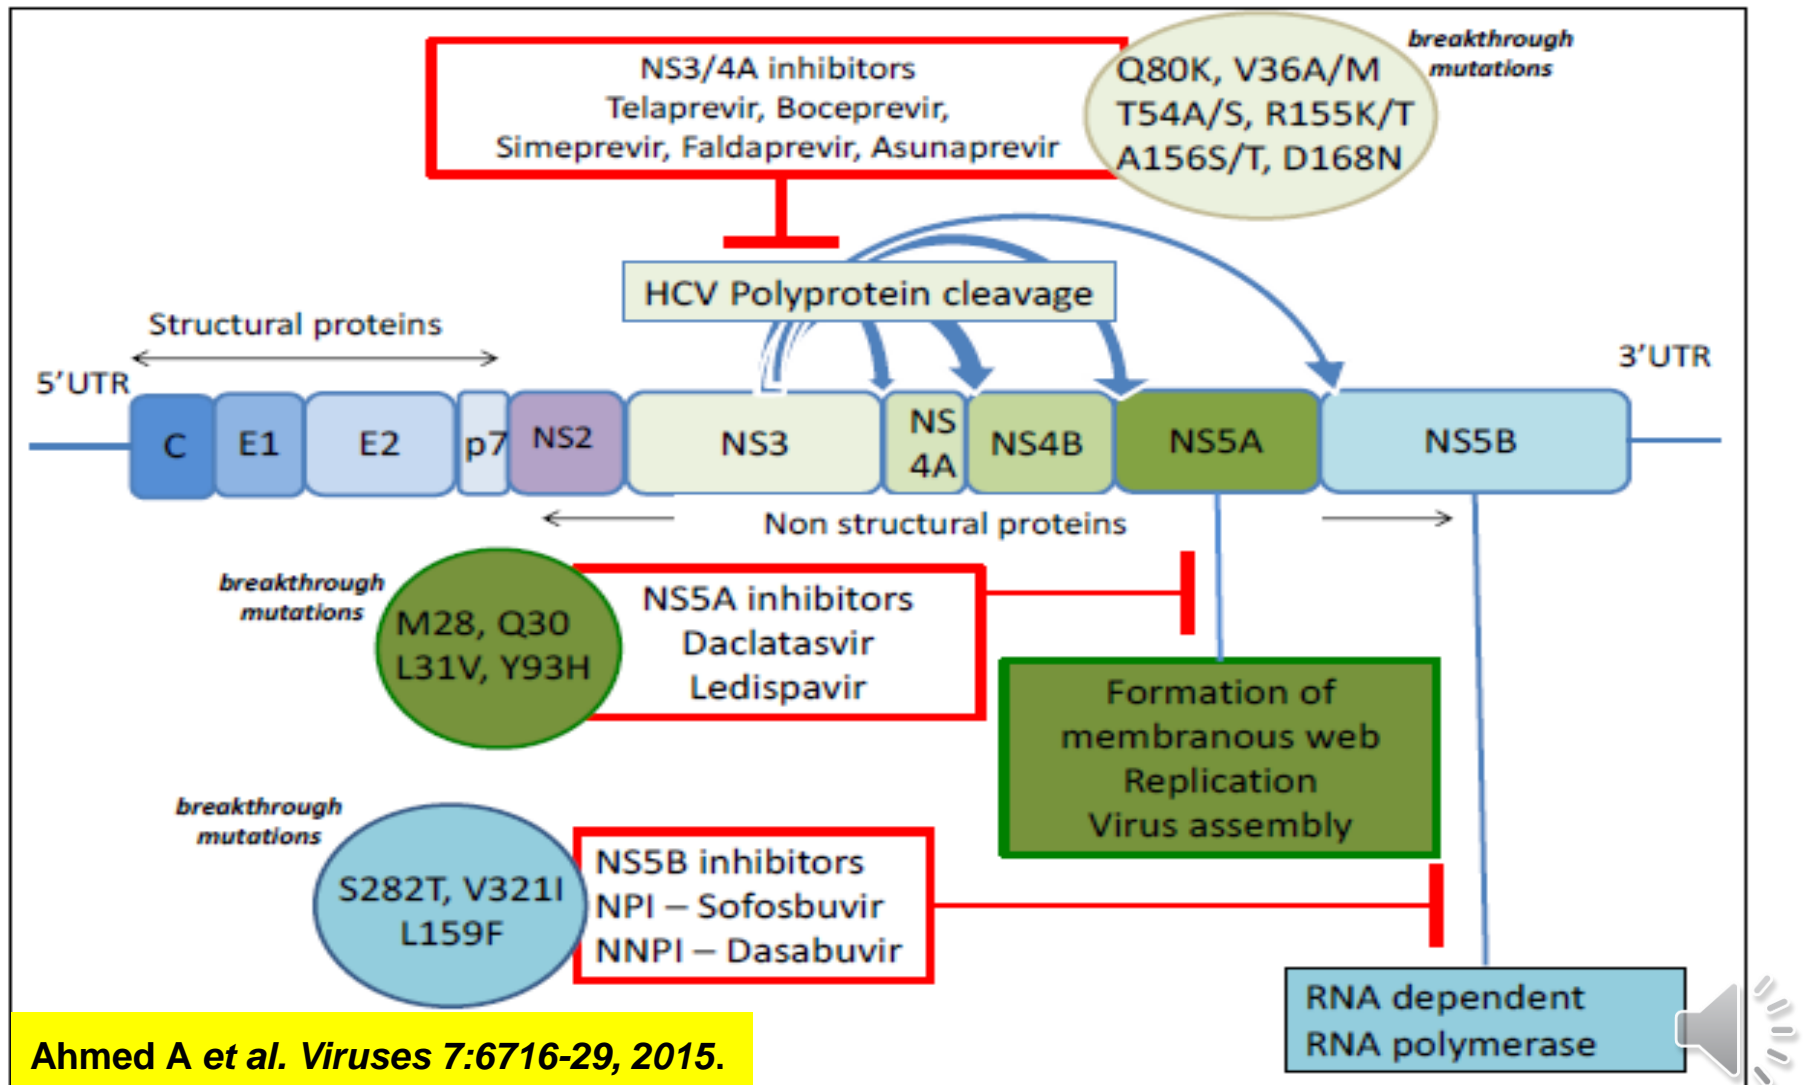 NS3/4A inhibitors
Telaprevir, Boceprevir,
Simeprevir, Faldaprevir, Asunaprevir
breakthrough
mutations
Q80K, V36A/M
T54A/S, R155K/T
A156S/T, D168N
HCV Polyprotein cleavage
Structural proteins
5’UTR
3’UTR
C
E1
E2
p7
NS2
NS3
NS
4A
NS4B
NS5A
NS5B
Non structural proteins
breakthrough
mutations
M28, Q30
L31V, Y93H
NS5A inhibitors
Daclatasvir
Ledispavir
Formation of
membranous web
Replication
Virus assembly
breakthrough
mutations
S282T, V321I
L159F
NS5B inhibitors
NPI – Sofosbuvir
NNPI – Dasabuvir
RNA dependent
RNA polymerase
Ahmed A et al. Viruses 7:6716-29, 2015.